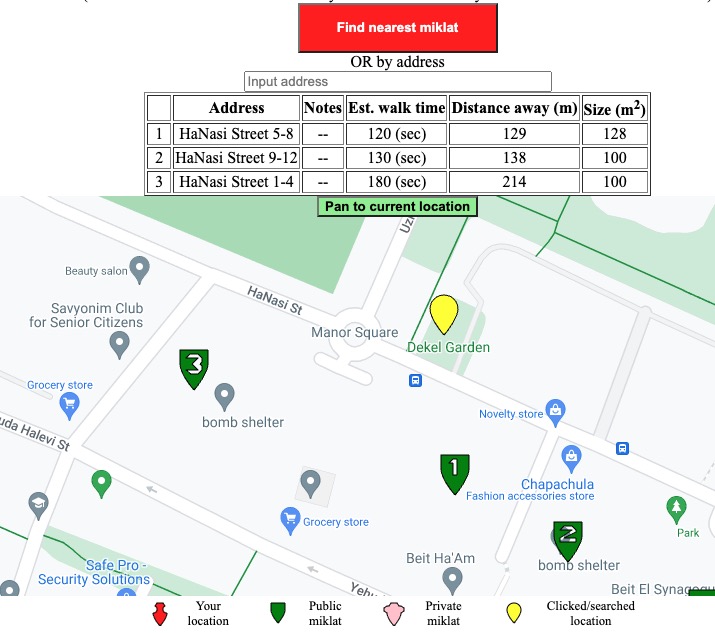 Find nearest miklat
OR by address
Input address
Address Notes Est. walk time Distance away (m) Size (m²)
1 HaNasi Street 5-8 -- 120 (sec) 129 128
2 HaNasi Street 9-12 -- 130 (sec) 138 100
3 HaNasi Street 1-4 -- 180 (sec) 214 100
Pan to current location
Uzi
Beauty salon
HaNasi St
Savyonim Club
for Senior Citizens
Manor Square
Dekel Garden
3
Grocery store
bomb shelter
Novelty store
uda Halevi St
1
Chapachula
Fashion accessories store
Grocery store
2
Park
Beit Ha'Am
bomb shelter
Safe Pro -
Security Solutions
Yehu
Beit El Synagogu
Your
location
Public
miklat
Private
miklat
Clicked/searched
location